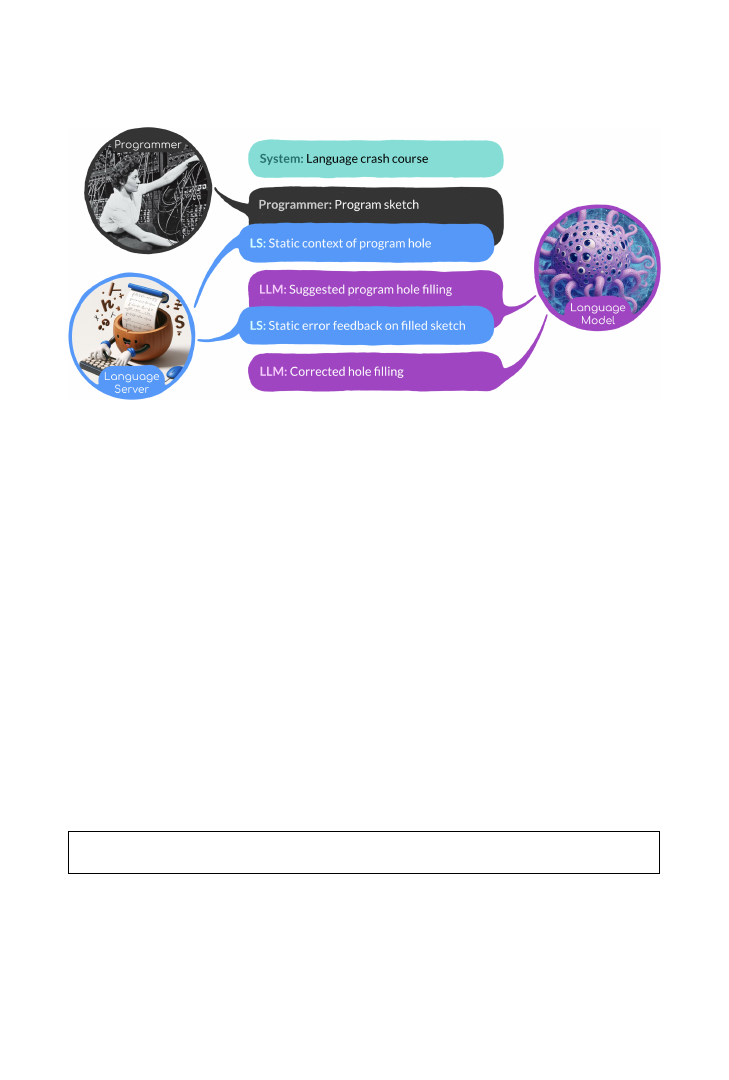 Programmer
System: Language crash course
Programmer: Program sketch
LS: Static context of program hole
LLM: Suggested program hole filling
LS: Static error feedback on filled sketch
LLM: Corrected hole filling
Language
Server
Language
Model